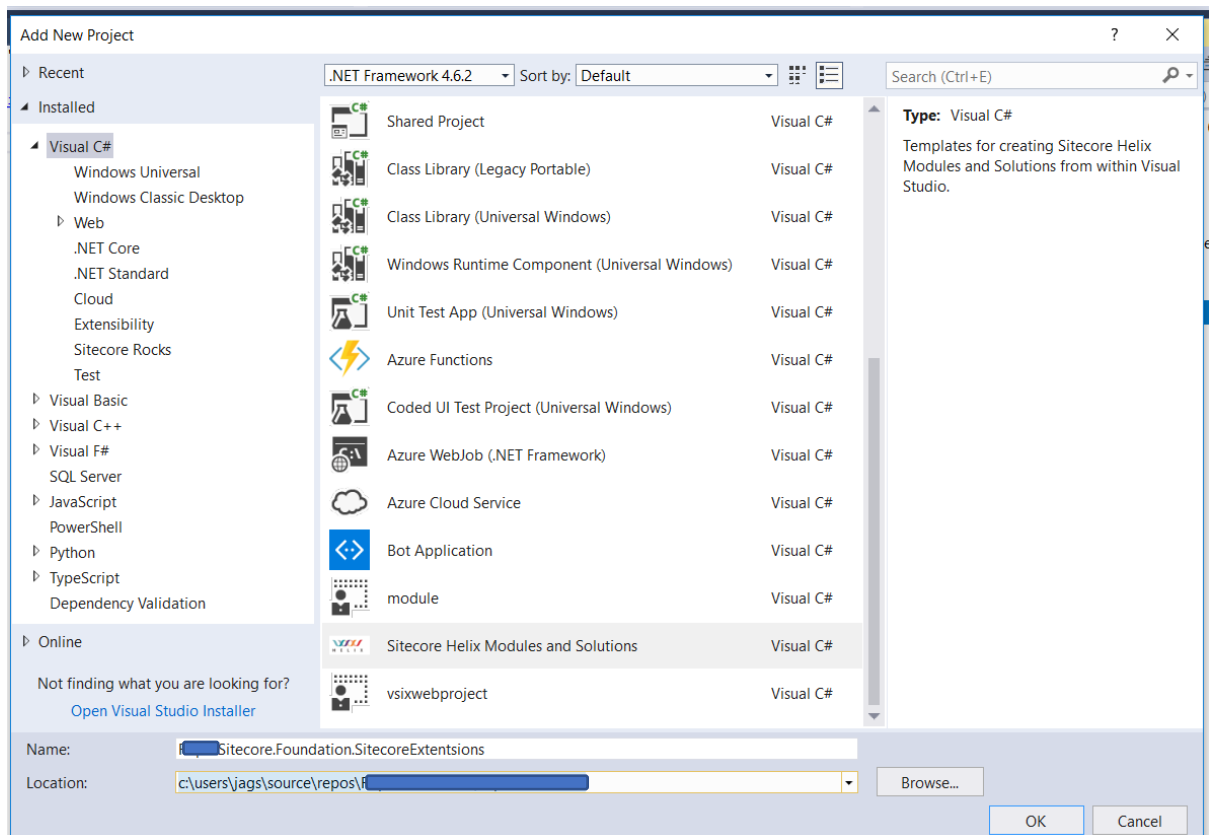 Add New Project
?
Recent
.NET Framework 4.6.2
Sort by:
Default
Search (Ctrl+E)
Installed
Visual C#
Windows Universal
Windows Classic Desktop
Web
.NET Core
.NET Standard
Cloud
Extensibility
Sitecore Rocks
Test
Visual Basic
Visual C++
Visual F#
SQL Server
JavaScript
PowerShell
Python
TypeScript
Dependency Validation
Online
Not finding what you are looking for?
Open Visual Studio Installer
Shared Project Visual C#
Class Library (Legacy Portable) Visual C#
Class Library (Universal Windows) Visual C#
Windows Runtime Component (Universal Windows) Visual C#
Unit Test App (Universal Windows) Visual C#
Azure Functions Visual C#
Coded UI Test Project (Universal Windows) Visual C#
Azure WebJob (.NET Framework) Visual C#
Azure Cloud Service Visual C#
Bot Application Visual C#
module Visual C#
HELIX Sitecore Helix Modules and Solutions Visual C#
vsixwebproject Visual C#
Type: Visual C#
Templates for creating Sitecore Helix
Modules and Solutions from within Visual
Studio.
Name: Sitecore.Foundation.SitecoreExtentsions
Location: c:\users\jags\source\repos\
Browse...
OK Cancel